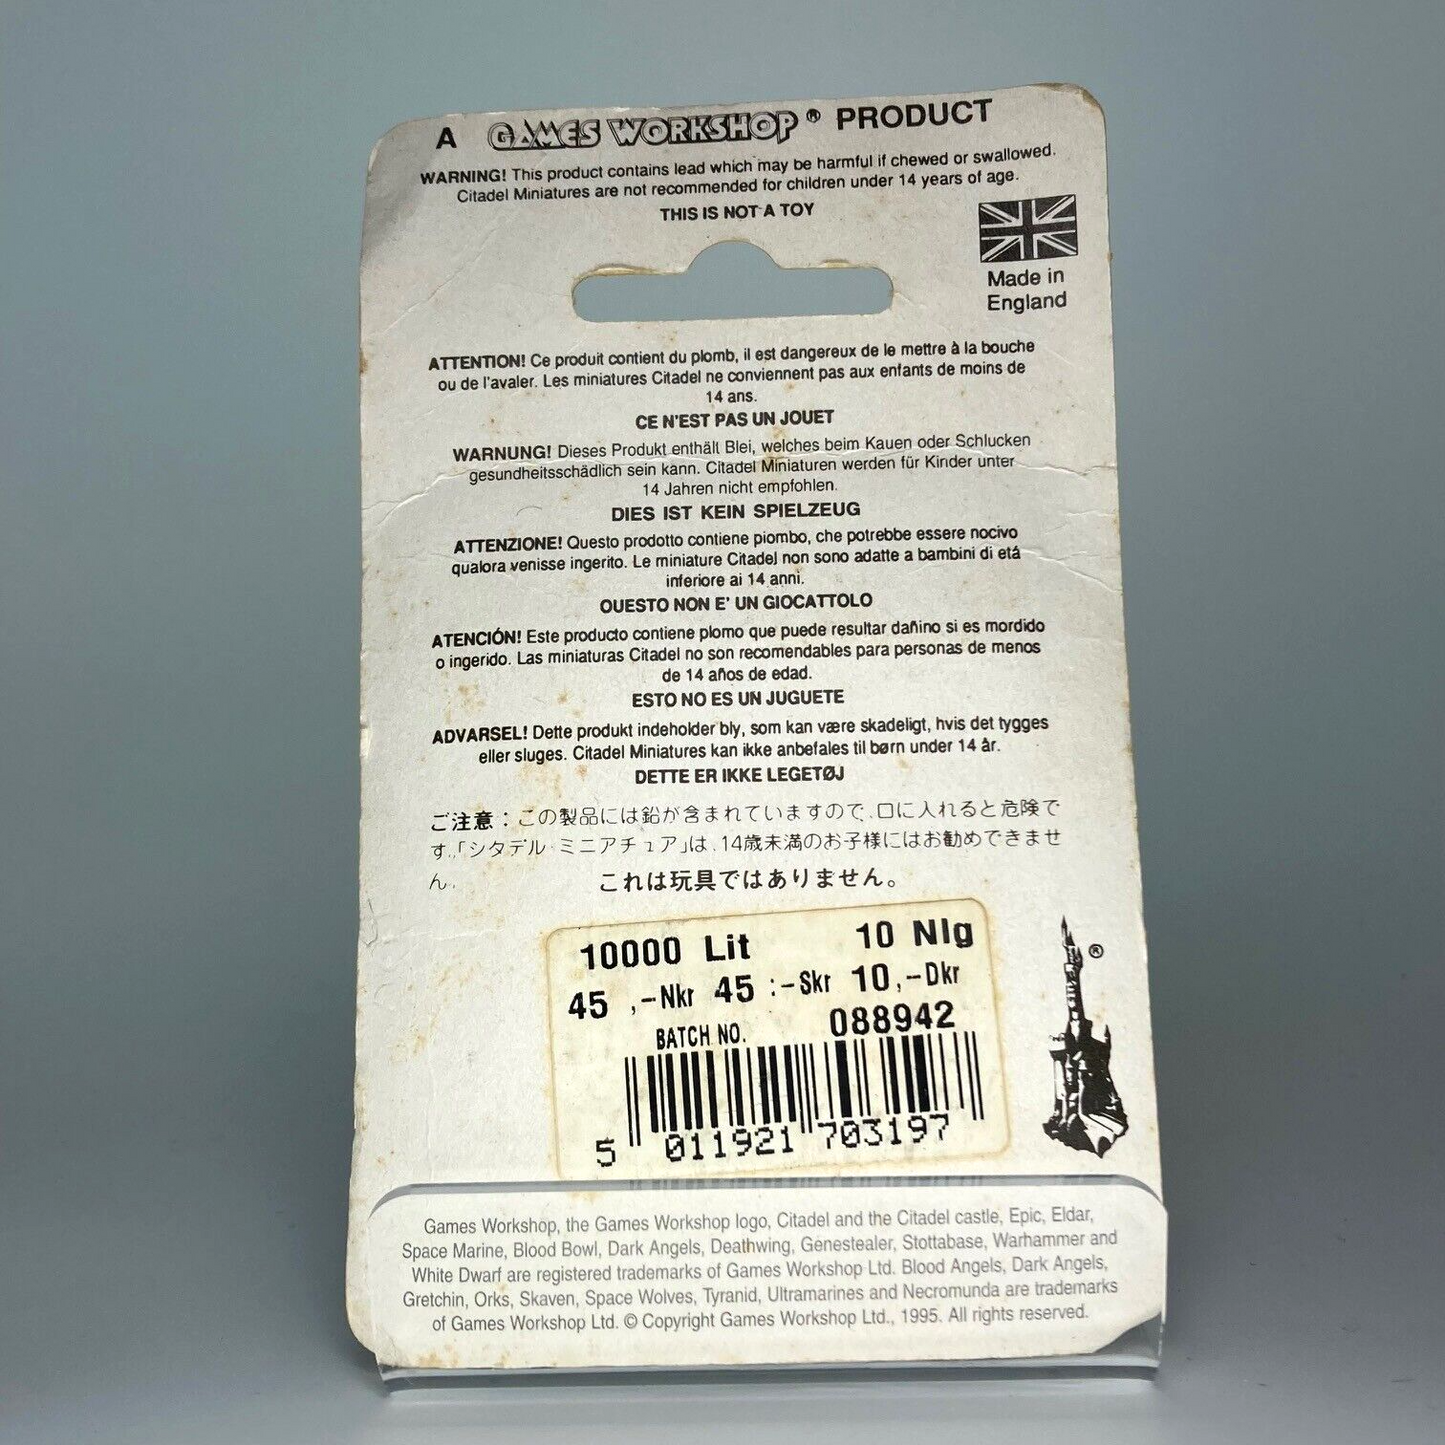 A GAMES WORKSHOP® PRODUCT
WARNING! This product contains lead which may be harmful if chewed or swallowed.
Citadel Miniatures are not recommended for children under 14 years of age.
THIS IS NOT A TOY
Made in
England
ATTENTION! Ce produit contient du plomb, il est dangereux de le mettre à la bouche
ou de l'avaler. Les miniatures Citadel ne conviennent pas aux enfants de moins de
14 ans.
CE N'EST PAS UN JOUET
WARNUNG! Dieses Produkt enthält Blei, welches beim Kauen oder Schlucken
gesundheitsschädlich sein kann. Citadel Miniaturen werden für Kinder unter
14 Jahren nicht empfohlen.
DIES IST KEIN SPIELZEUG
ATTENZIONE! Questo prodotto contiene piombo, che potrebbe essere nocivo
qualora venisse ingerito. Le miniature Citadel non sono adatte a bambini di etá
inferiore ai 14 anni.
QUESTO NON E' UN GIOCATTOLO
ATENCIÓN! Este producto contiene plomo que puede resultar dañino si es mordido
o ingerido. Las miniaturas Citadel no son recomendables para personas de menos
de 14 años de edad.
ESTO NO ES UN JUGUETE
ADVARSEL! Dette produkt indeholder bly, som kan være skadeligt, hvis det tygges
eller sluges. Citadel Miniatures kan ikke anbefales til børn under 14 år.
DETTE ER IKKE LEGETØJ
ご注意：この製品には鉛が含まれていますので、口に入れると危険で
す。「シタデル・ミニアチュア」は、14歳未満のお子様にはお勧めできませ
ん。
これは玩具ではありません。
10000 Lit 10 Nlg
45 ,-Nkr 45 :-Skr 10,-Dkr
BATCH NO. 088942
5 011921 703197
®
Games Workshop, the Games Workshop logo, Citadel and the Citadel castle, Epic, Eldar,
Space Marine, Blood Bowl, Dark Angels, Deathwing, Genestealer, Stottabase, Warhammer and
White Dwarf are registered trademarks of Games Workshop Ltd. Blood Angels, Dark Angels,
Gretchin, Orks, Skaven, Space Wolves, Tyranid, Ultramarines and Necromunda are trademarks
of Games Workshop Ltd. © Copyright Games Workshop Ltd., 1995. All rights reserved.